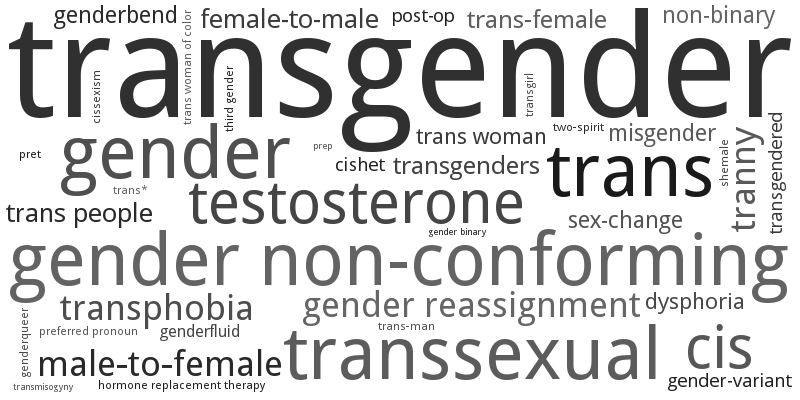 genderbend
female-to-male
post-op
trans-female
non-binary
transgender
cissexism
trans woman of color
third gender
transgirl
gender
pret
prep
trans woman
two-spirit
misgender
cishet
transgenders
trans
shemale
tranny
transgendered
trans*
testosterone
trans people
sex-change
gender binary
gender non-conforming
transphobia
gender reassignment
dysphoria
genderqueer
preferred pronoun
genderfluid
trans-man
transsexual
cis
male-to-female
gender-variant
transmisogyny
hormone replacement therapy